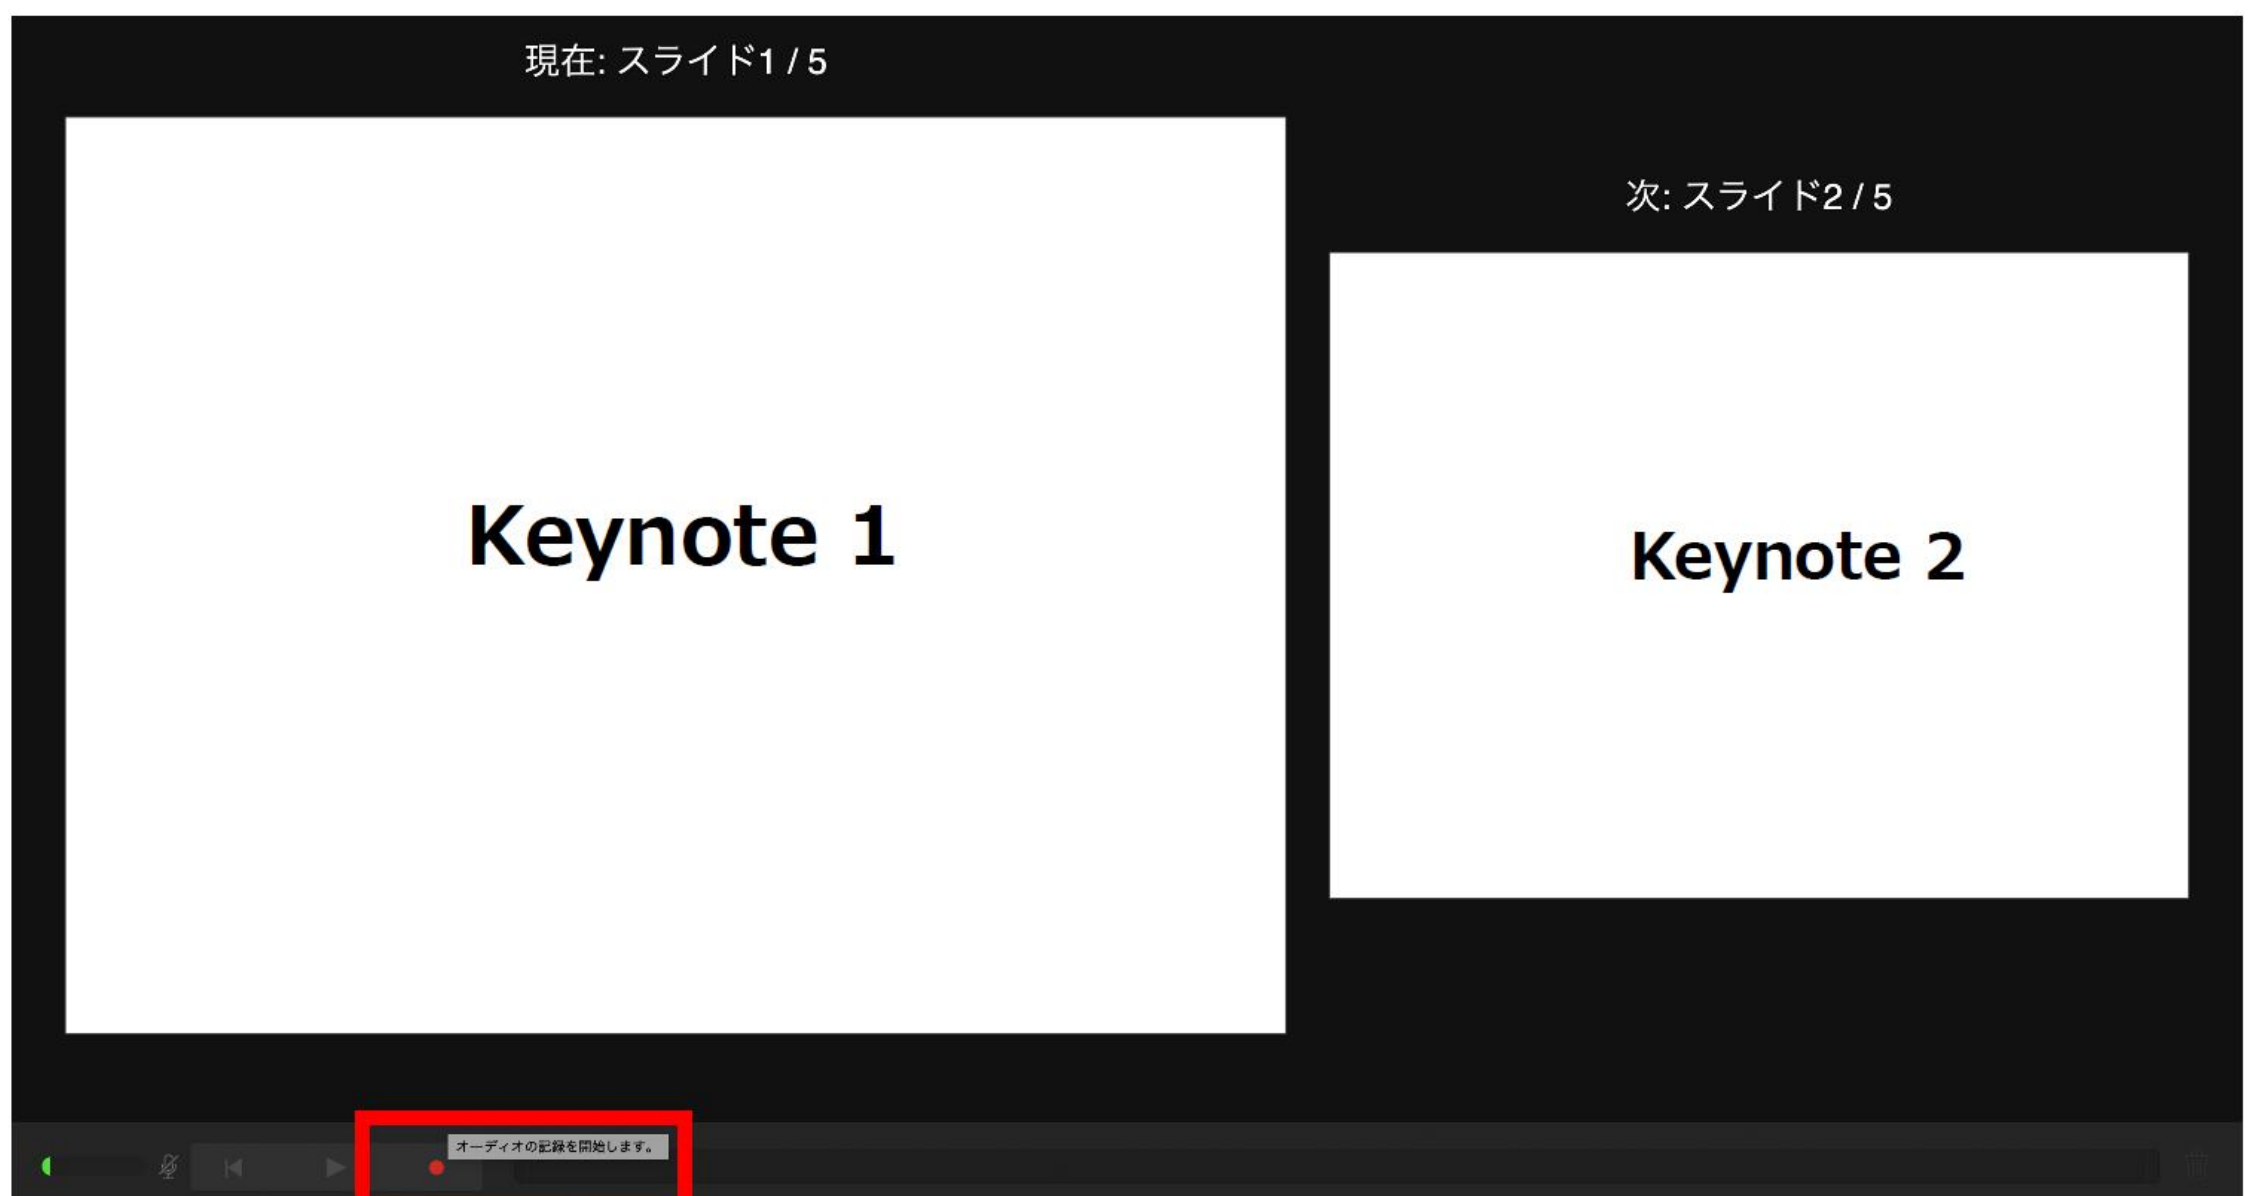 現在: スライド1 / 5
次: スライド2 / 5
Keynote 1
Keynote 2
オーディオの記録を開始します。